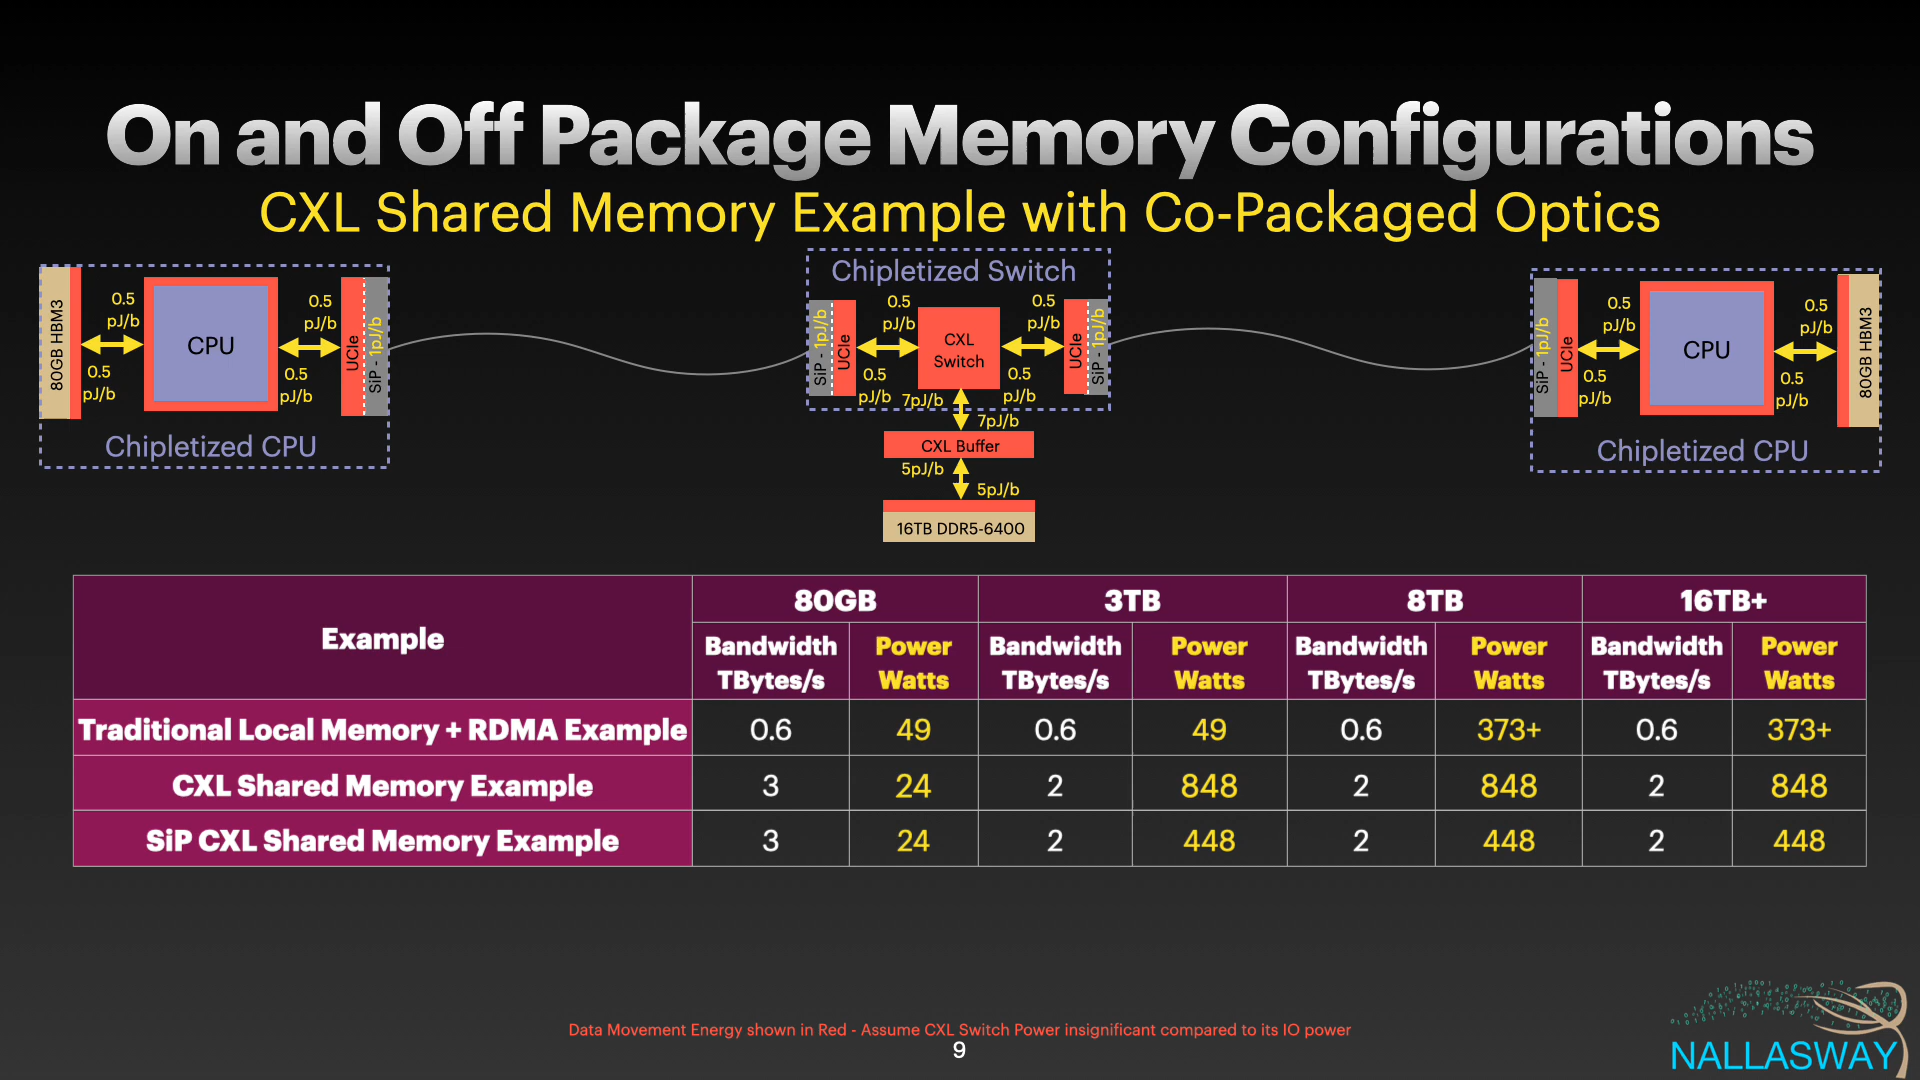 On and Off Package Memory Configurations
CXL Shared Memory Example with Co-Packaged Optics
80GB HBM3
0.5
pJ/b
0.5
pJ/b
CPU
0.5
pJ/b
0.5
pJ/b
UCIe
SiP - 1pJ/b
Chipletized CPU
Chipletized Switch
SiP - 1pJ/b
UCIe
0.5
pJ/b
0.5
pJ/b
CXL
Switch
0.5
pJ/b
0.5
pJ/b
UCIe
SiP - 1pJ/b
7pJ/b
7pJ/b
CXL Buffer
5pJ/b
5pJ/b
16TB DDR5-6400
SiP - 1pJ/b
UCIe
0.5
pJ/b
0.5
pJ/b
CPU
0.5
pJ/b
0.5
pJ/b
80GB HBM3
Chipletized CPU
Example 80GB 3TB 8TB 16TB+
Bandwidth Power Bandwidth Power Bandwidth Power Bandwidth Power
TBytes/s Watts TBytes/s Watts TBytes/s Watts TBytes/s Watts
Traditional Local Memory + RDMA Example 0.6 49 0.6 49 0.6 373+ 0.6 373+
CXL Shared Memory Example 3 24 2 848 2 848 2 848
SiP CXL Shared Memory Example 3 24 2 448 2 448 2 448
Data Movement Energy shown in Red - Assume CXL Switch Power insignificant compared to its IO power
9
NALLASWAY